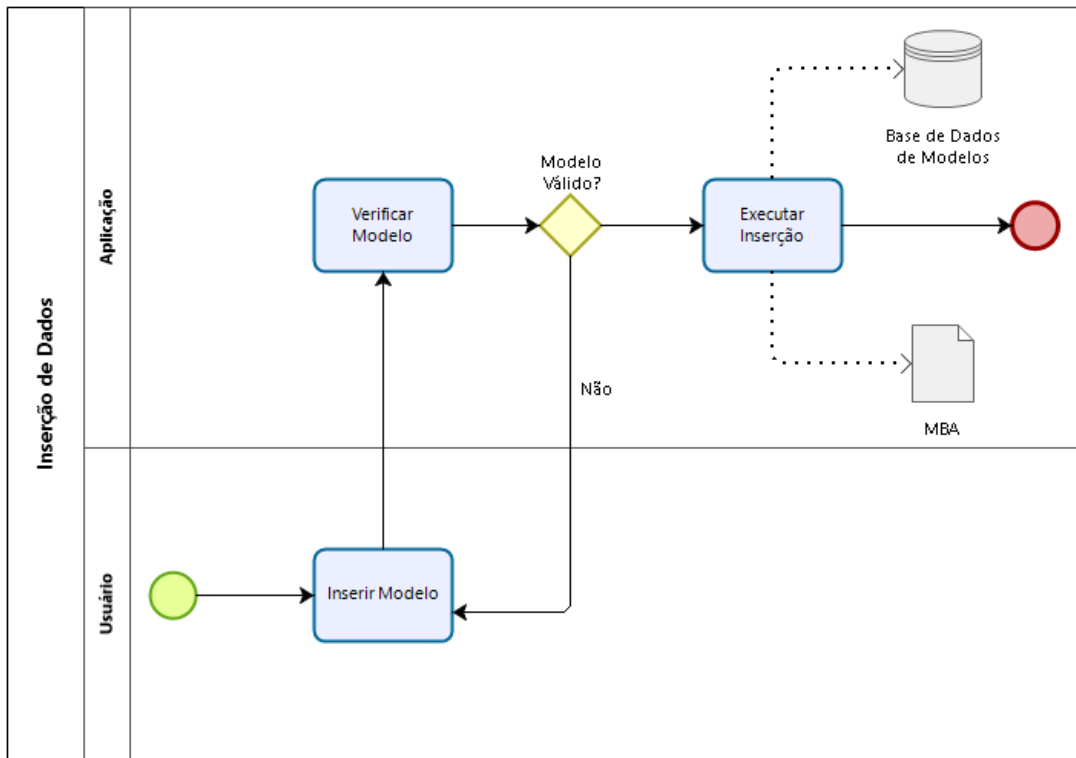 Inserção de Dados
Aplicação
Base de Dados
de Modelos
Modelo
Válido?
Verificar
Modelo
Executar
Inserção
Não
MBA
Usuário
Inserir Modelo